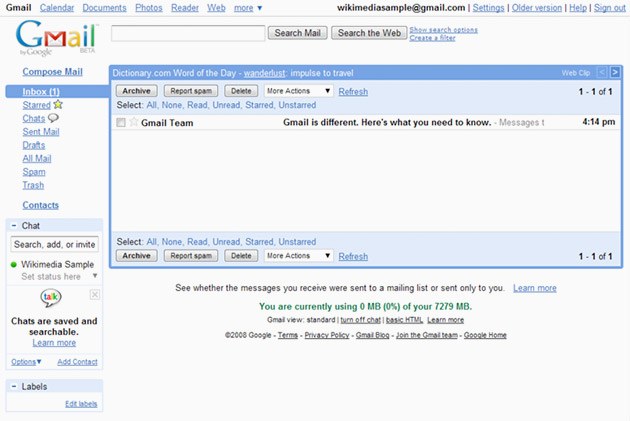 Gmail Calendar Documents Photos Reader Web more ▼
wikimediasample@gmail.com | Settings | Older version | Help | Sign out
Gmail
by Google BETA
Search Mail Search the Web Show search options
Create a filter
Compose Mail
Inbox (1)
Starred
Chats
Sent Mail
Drafts
All Mail
Spam
Trash
Contacts
− Chat
Search, add, or invite
Wikimedia Sample
Set status here ▼
talk
Chats are saved and
searchable.
Learn more
Options▼ Add Contact
− Labels
Edit labels
Dictionary.com Word of the Day - wanderlust: impulse to travel Web Clip < >
Archive Report spam Delete More Actions ▼ Refresh 1 - 1 of 1
Select: All, None, Read, Unread, Starred, Unstarred
Gmail Team Gmail is different. Here's what you need to know. - Messages t 4:14 pm
Select: All, None, Read, Unread, Starred, Unstarred
Archive Report spam Delete More Actions ▼ Refresh 1 - 1 of 1
See whether the messages you receive were sent to a mailing list or sent only to you. Learn more
You are currently using 0 MB (0%) of your 7279 MB.
Gmail view: standard | turn off chat | basic HTML Learn more
©2008 Google - Terms - Privacy Policy - Gmail Blog - Join the Gmail team - Google Home